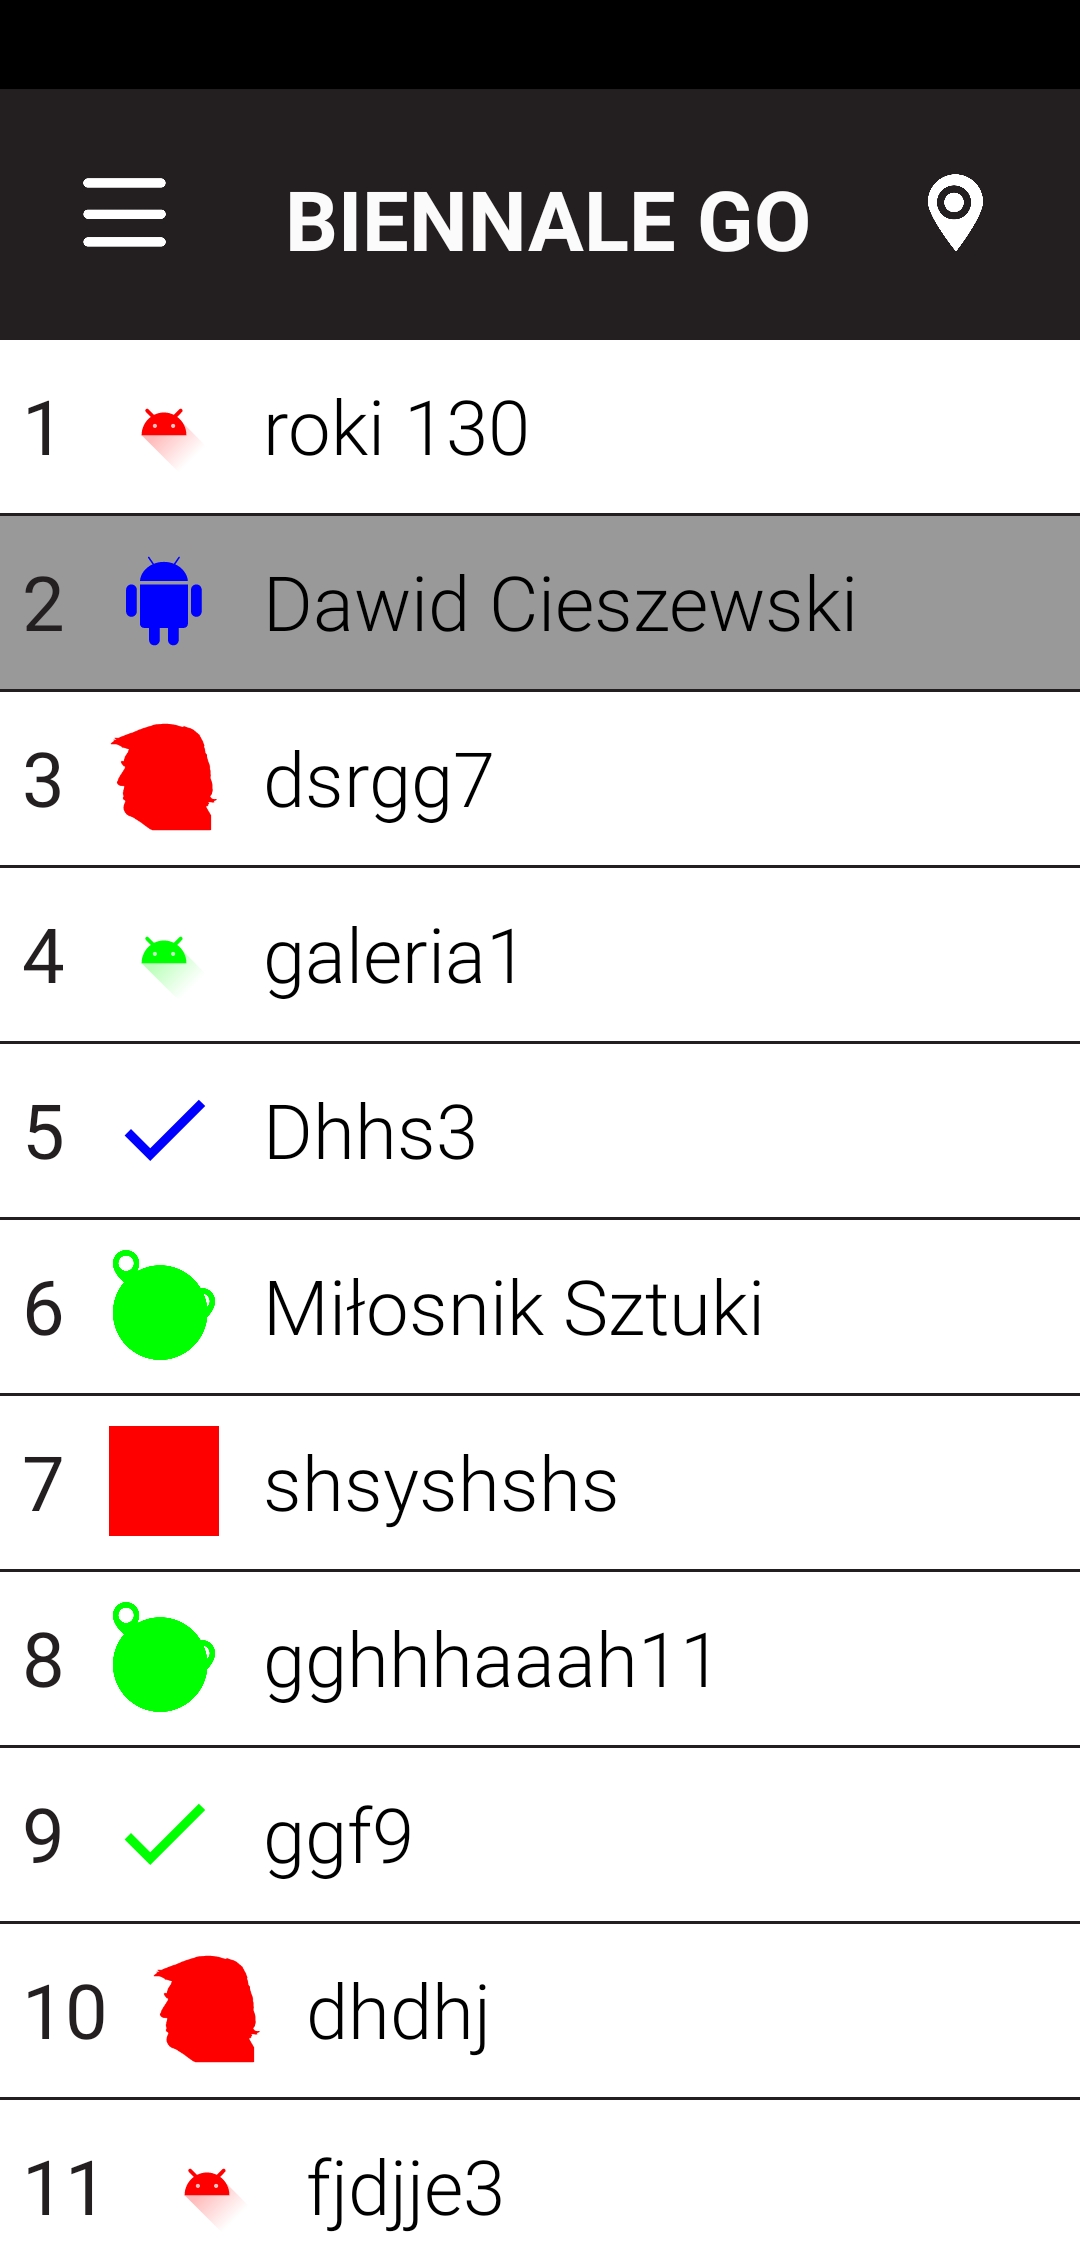 BIENNALE GO
1 roki 130
2 Dawid Cieszewski
3 dsrgg7
4 galeria1
5 Dhhs3
6 Miłosnik Sztuki
7 shsyshshs
8 gghhhaaah11
9 ggf9
10 dhdhj
11 fjdjje3